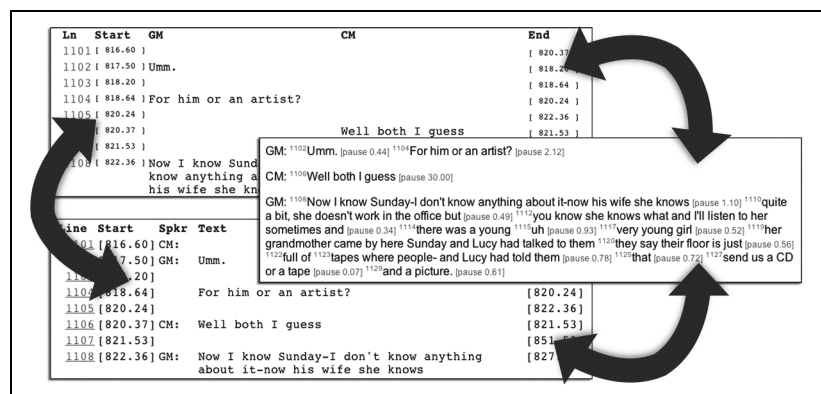 Ln Start GM CM End
1101 [ 816.60 ] [ 820.37
1102 [ 817.50 ] Umm. [ 818.20
1103 [ 818.20 ] [ 818.64 ]
1104 [ 818.64 ] For him or an artist? [ 820.24 ]
1105 [ 820.24 ] [ 822.36 ]
[ 820.37 ] Well both I guess [ 821.53 ]
[ 821.53 ]
1108 [ 822.36 ] Now I know Sund
know anything a
his wife she kn
GM: 1102Umm. [pause 0.44] 1104For him or an artist? [pause 2.12]
CM: 1106Well both I guess [pause 30.00]
GM: 1108Now I know Sunday-I don't know anything about it-now his wife she knows [pause 1.10] 1110quite
a bit, she doesn't work in the office but [pause 0.49] 1112you know she knows what and I'll listen to her
sometimes and [pause 0.34] 1114there was a young 1115uh [pause 0.93] 1117very young girl [pause 0.52] 1119her
grandmother came by here Sunday and Lucy had talked to them 1120they say their floor is just [pause 0.56]
1122full of 1123tapes where people- and Lucy had told them [pause 0.78] 1125that [pause 0.72] 1127send us a CD
or a tape [pause 0.07] 1129and a picture. [pause 0.61]
Line Start Spkr Text
1101 [816.60] CM:
[817.50] GM: Umm.
.20]
1104 [818.64] For him or an artist? [820.24]
1105 [820.24] [822.36]
1106 [820.37] CM: Well both I guess [821.53]
1107 [821.53] [851.
1108 [822.36] GM: Now I know Sunday-I don't know anything [827
about it-now his wife she knows